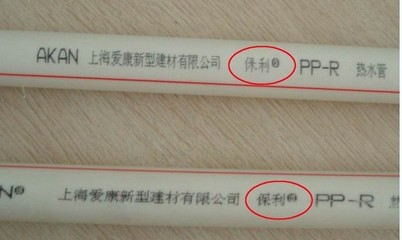 AKAN 上海爱康新型建材有限公司 保利® PP-R 热水管
N® 上海爱康新型建材有限公司 保利® PP-R 热